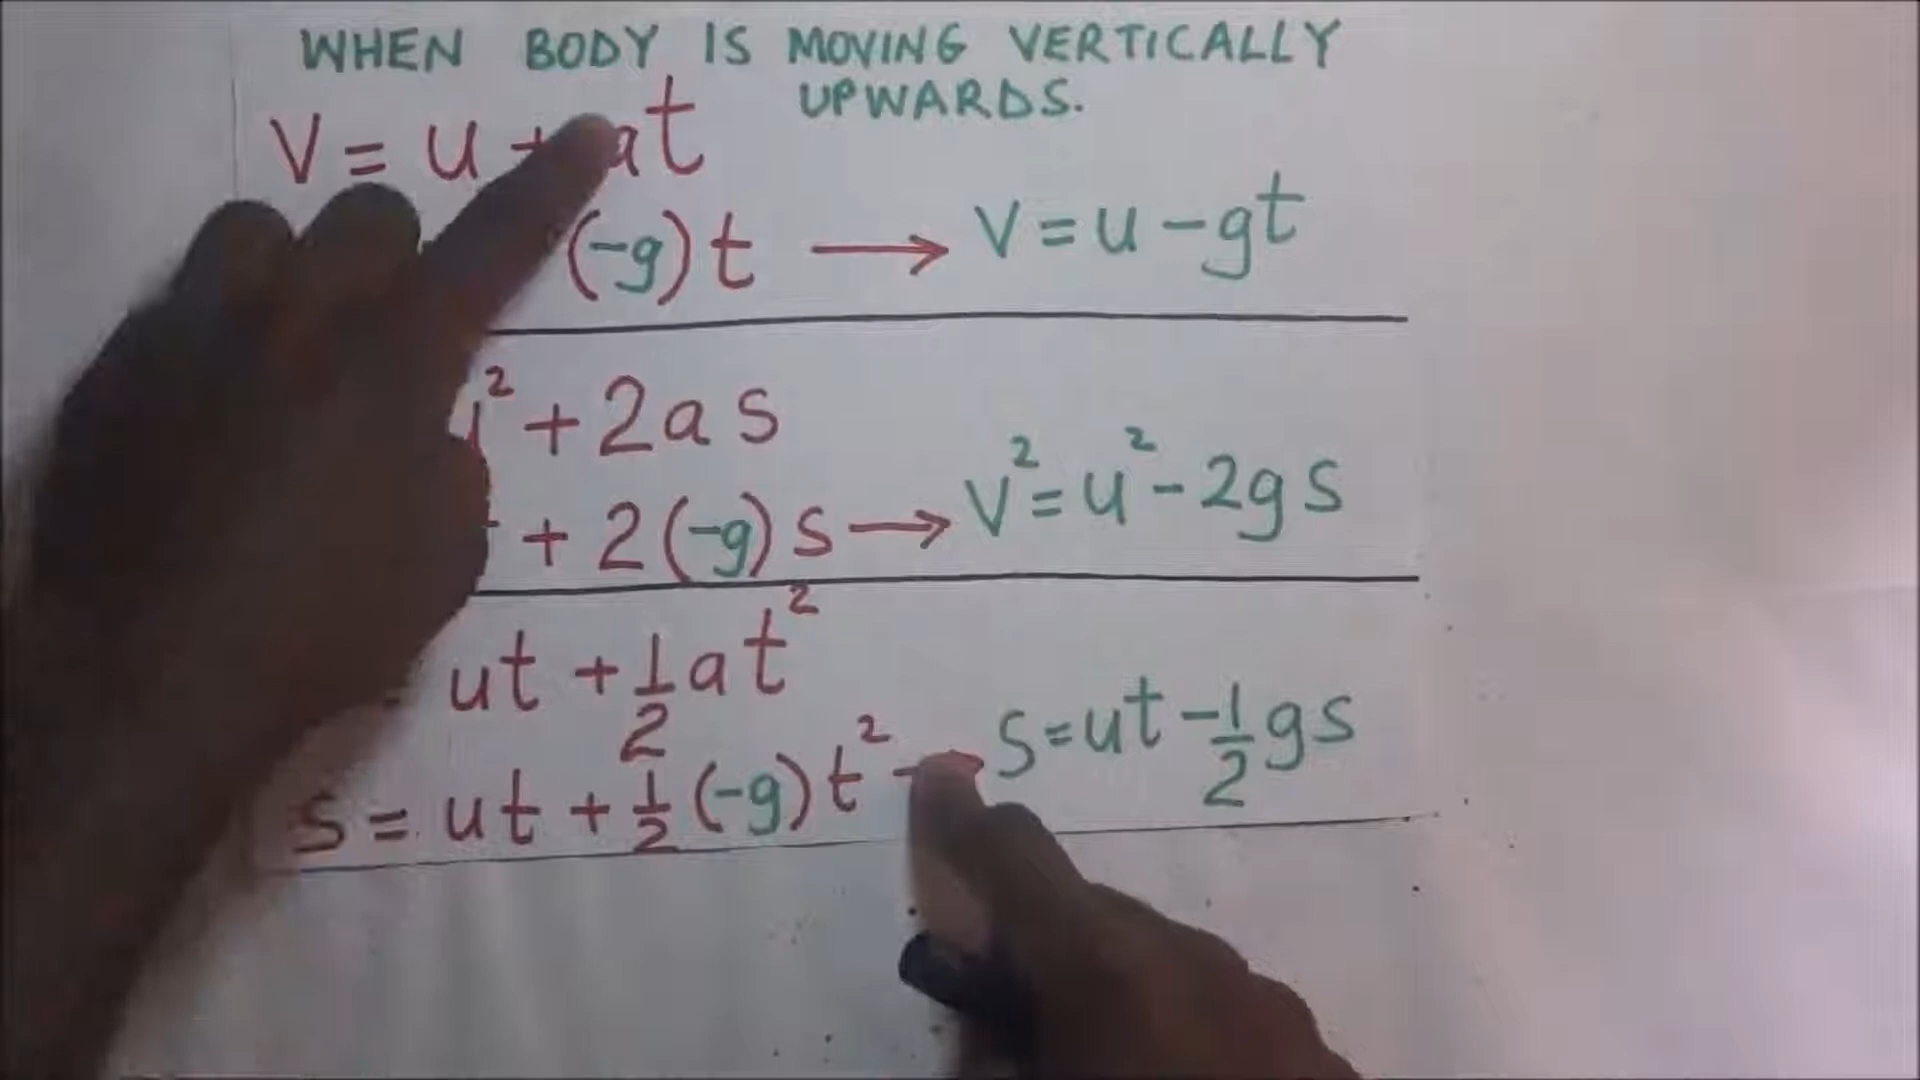 WHEN BODY IS MOVING VERTICALLY
UPWARDS.
V = u + at
(-g) t → V = u - gt
² + 2as
+ 2(-g)s → V² = u² - 2gs
ut + 1/2 at²
s = ut + 1/2 (-g)t² → S = ut - 1/2 gs